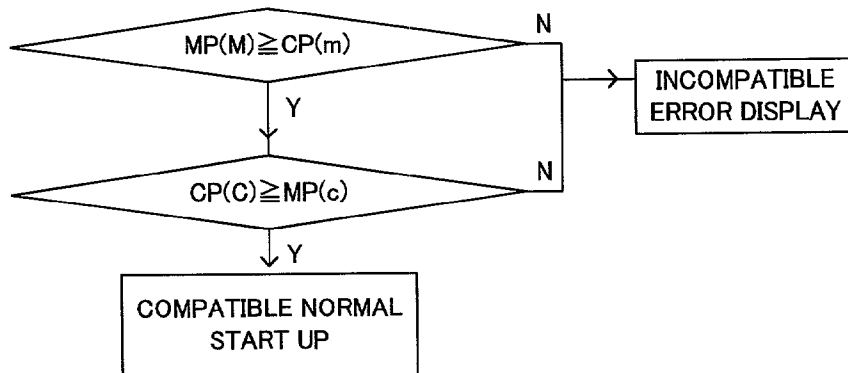 MP(M)≧CP(m)
N
INCOMPATIBLE
ERROR DISPLAY
Y
CP(C)≧MP(c)
N
Y
COMPATIBLE NORMAL
START UP